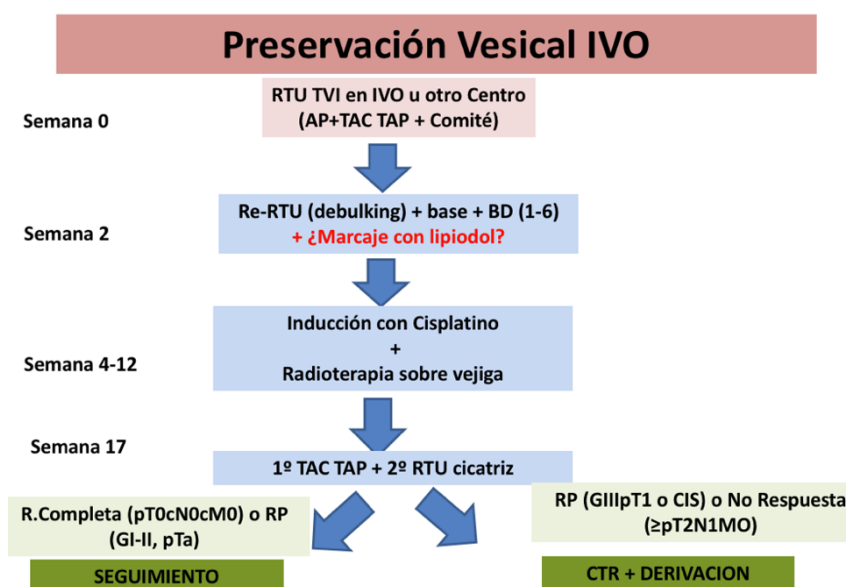 Preservación Vesical IVO
Semana 0
RTU TVI en IVO u otro Centro
(AP+TAC TAP + Comité)
Semana 2
Re-RTU (debulking) + base + BD (1-6)
+ ¿Marcaje con lipiodol?
Semana 4-12
Inducción con Cisplatino
+
Radioterapia sobre vejiga
Semana 17
1º TAC TAP + 2º RTU cicatriz
R.Completa (pT0cN0cM0) o RP
(GI-II, pTa)
SEGUIMIENTO
RP (GIIIpT1 o CIS) o No Respuesta
(≥pT2N1MO)
CTR + DERIVACION